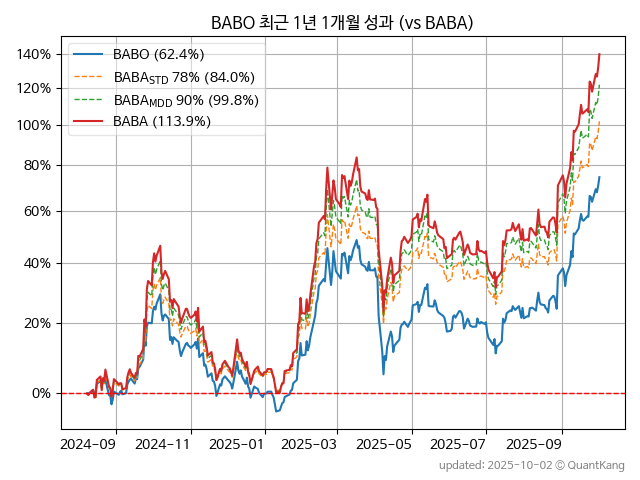 BABO 최근 1년 1개월 성과 (vs BABA)
140%
120%
100%
80%
60%
40%
20%
0%
BABO (62.4%)
BABA_STD 78% (84.0%)
BABA_MDD 90% (99.8%)
BABA (113.9%)
2024-09
2024-11
2025-01
2025-03
2025-05
2025-07
2025-09
updated: 2025-10-02 © QuantKang